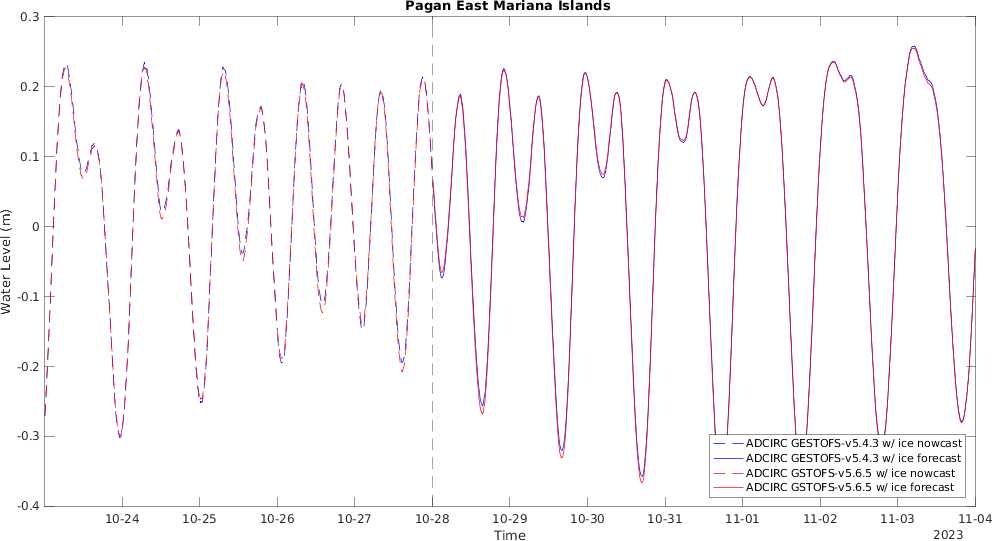 Pagan East Mariana Islands
Water Level (m)
0.3
0.2
0.1
0
-0.1
-0.2
-0.3
-0.4
ADCIRC GESTOFS-v5.4.3 w/ ice nowcast
ADCIRC GESTOFS-v5.4.3 w/ ice forecast
ADCIRC GSTOFS-v5.6.5 w/ ice nowcast
ADCIRC GSTOFS-v5.6.5 w/ ice forecast
10-24 10-25 10-26 10-27 10-28 10-29 10-30 10-31 11-01 11-02 11-03 11-04
Time
2023